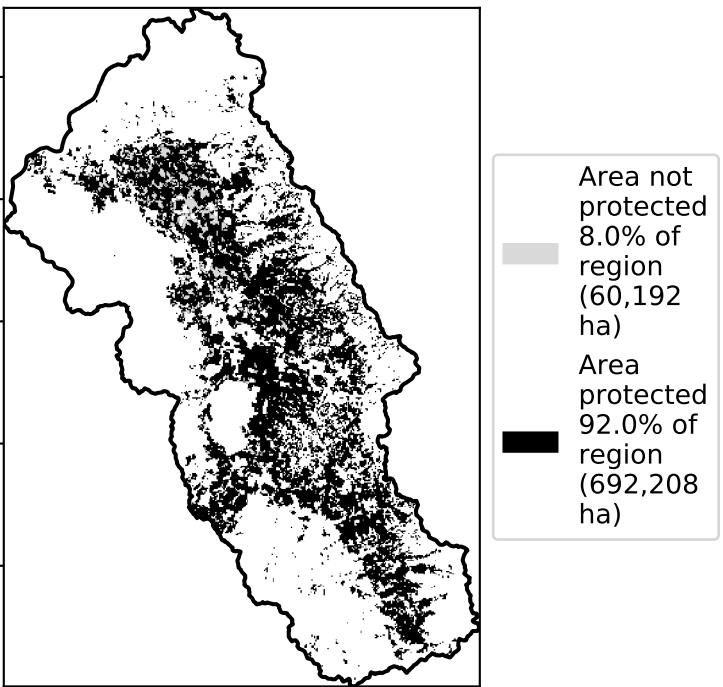 Area not
protected
8.0% of
region
(60,192
ha)
Area
protected
92.0% of
region
(692,208
ha)